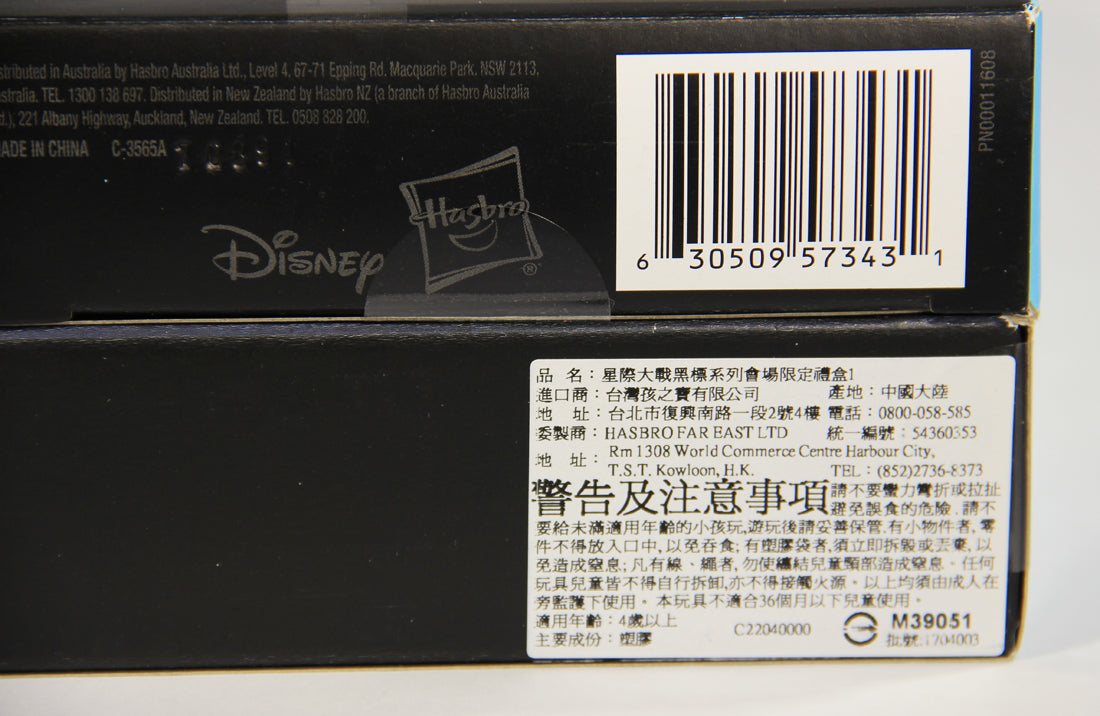 stributed in Australia by Hasbro Australia Ltd., Level 4, 67-71 Epping Rd. Macquarie Park. NSW 2113,
stralia. TEL. 1300 138 697. Distributed in New Zealand by Hasbro NZ (a branch of Hasbro Australia
d.), 221 Albany Highway, Auckland, New Zealand. TEL. 0508 828 200.
ADE IN CHINA C-3565A
DISNEY
Hasbro®
6 30509 57343 1
PN00011608
品 名：星際大戰黑標系列會場限定禮盒1
進口商：台灣孩之寶有限公司 產地：中國大陸
地 址：台北市復興南路一段2號4樓 電話：0800-058-585
委製商：HASBRO FAR EAST LTD 統一編號：54360353
地 址：Rm 1308 World Commerce Centre Harbour City,
T.S.T. Kowloon, H.K. TEL：(852)2736-8373
警告及注意事項請不要彎力彎折或拉扯
避免誤食的危險.請不
要給未滿適用年齡的小孩玩,遊玩後請妥善保管.有小物件者,零
件不得放入口中,以免吞食;有塑膠袋者,須立即拆毀或丟棄,以
免造成窒息;凡有線、繩者,勿使纏結兒童頸部造成窒息。任何
玩具兒童皆不得自行拆卸,亦不得接觸火源。以上均須由成人在
旁監護下使用。本玩具不適合36個月以下兒童使用。
適用年齡：4歲以上
主要成份：塑膠
C22040000
M39051
批號:1704003